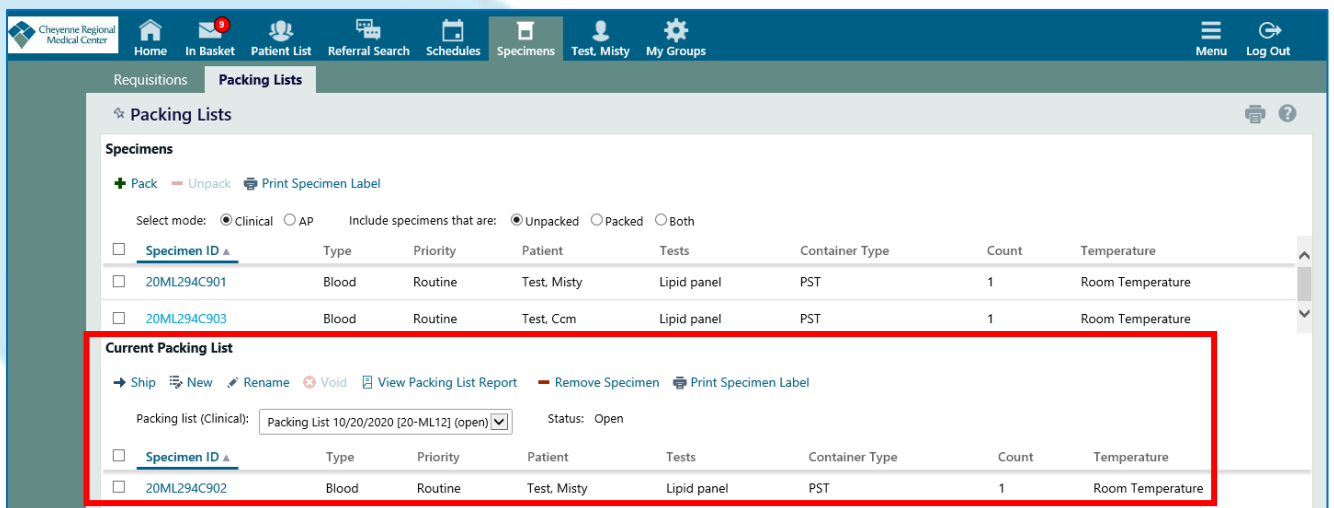 Cheyenne Regional
Medical Center
9
Home In Basket Patient List Referral Search Schedules Specimens Test, Misty My Groups Menu Log Out
Requisitions Packing Lists
Packing Lists
Specimens
Pack Unpack Print Specimen Label
Select mode: Clinical AP Include specimens that are: Unpacked Packed Both
Specimen ID Type Priority Patient Tests Container Type Count Temperature
20ML294C901 Blood Routine Test, Misty Lipid panel PST 1 Room Temperature
20ML294C903 Blood Routine Test, Ccm Lipid panel PST 1 Room Temperature
Current Packing List
Ship New Rename Void View Packing List Report Remove Specimen Print Specimen Label
Packing list (Clinical): Packing List 10/20/2020 [20-ML12] (open) Status: Open
Specimen ID Type Priority Patient Tests Container Type Count Temperature
20ML294C902 Blood Routine Test, Misty Lipid panel PST 1 Room Temperature